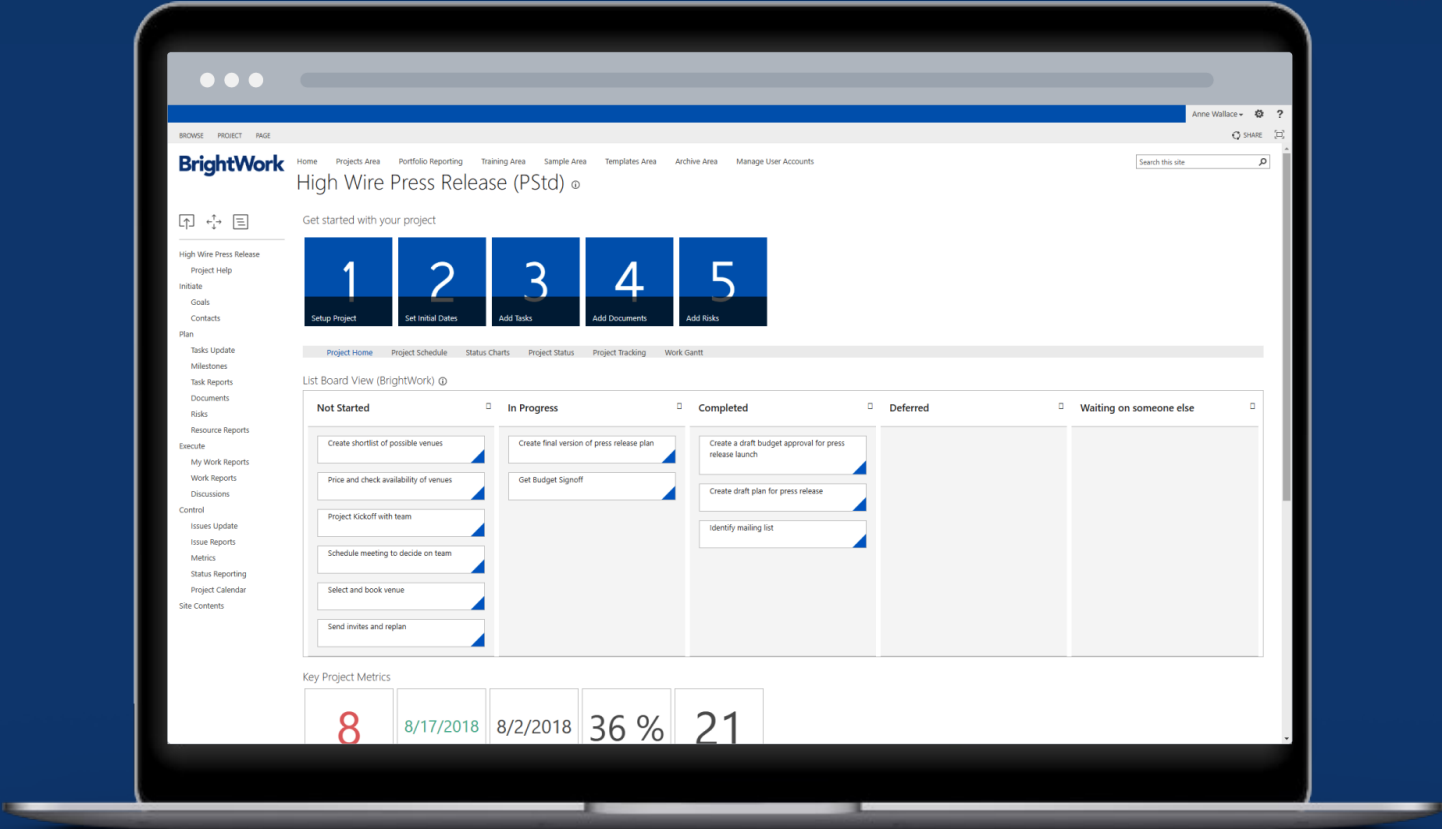 Anne Wallace
?
BROWSE PROJECT PAGE
SHARE
BrightWork
Home Projects Area Portfolio Reporting Training Area Sample Area Templates Area Archive Area Manage User Accounts
Search this site
High Wire Press Release (PStd)
Get started with your project
1 2 3 4 5
Setup Project Set Initial Dates Add Tasks Add Documents Add Risks
High Wire Press Release
Project Help
Initiate
Goals
Contacts
Plan
Tasks Update
Milestones
Task Reports
Documents
Risks
Resource Reports
Execute
My Work Reports
Work Reports
Discussions
Control
Issues Update
Issue Reports
Metrics
Status Reporting
Project Calendar
Site Contents
Project Home Project Schedule Status Charts Project Status Project Tracking Work Gantt
List Board View (BrightWork)
Not Started
Create shortlist of possible venues
Price and check availability of venues
Project Kickoff with team
Schedule meeting to decide on team
Select and book venue
Send invites and replan
In Progress
Create final version of press release plan
Get Budget Signoff
Completed
Create a draft budget approval for press
release launch
Create draft plan for press release
Identify mailing list
Deferred
Waiting on someone else
Key Project Metrics
8 8/17/2018 8/2/2018 36 % 21